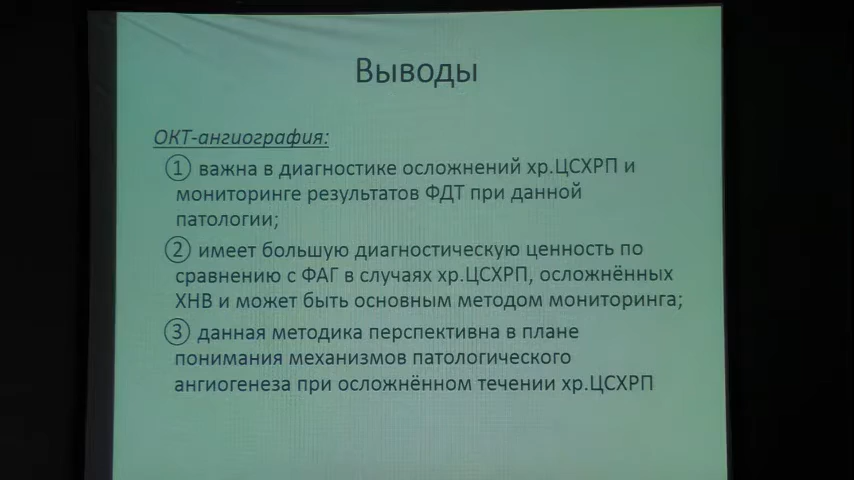 Выводы
ОКТ-ангиография:
① важна в диагностике осложнений хр.ЦСХРП и
мониторинге результатов ФДТ при данной
патологии;
② имеет большую диагностическую ценность по
сравнению с ФАГ в случаях хр.ЦСХРП, осложнённых
ХНВ и может быть основным методом мониторинга;
③ данная методика перспективна в плане
понимания механизмов патологического
ангиогенеза при осложнённом течении хр.ЦСХРП